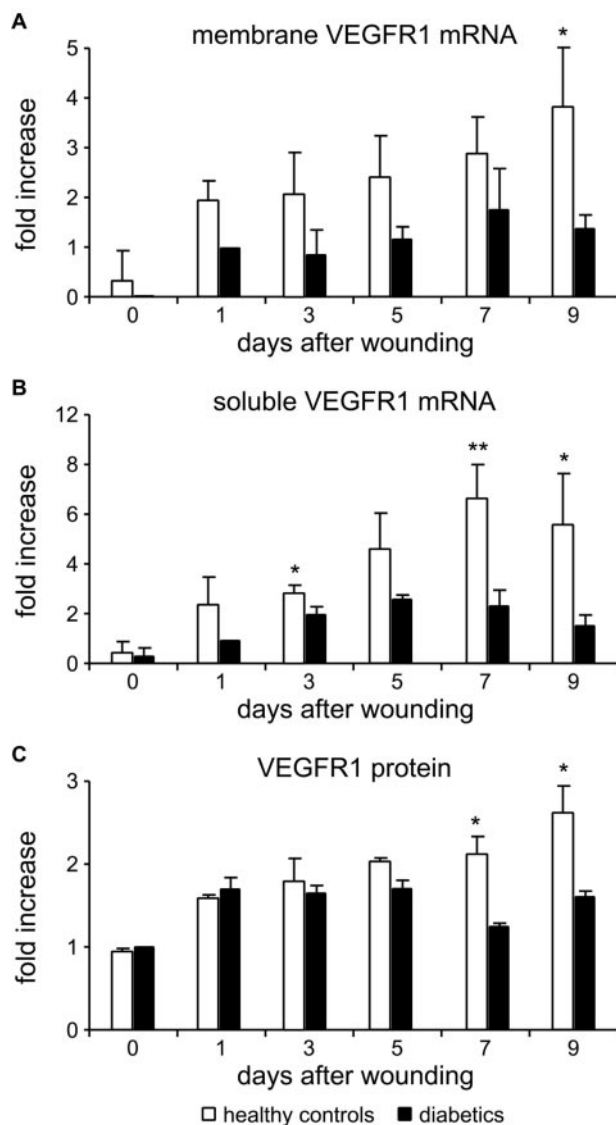 A
membrane VEGFR1 mRNA
*
5
4
3
2
1
0
fold increase
0 1 3 5 7 9
days after wounding
B
soluble VEGFR1 mRNA
12
10
8
6
4
2
0
fold increase
* ** *
0 1 3 5 7 9
days after wounding
C
VEGFR1 protein
3
2
1
0
fold increase
* *
0 1 3 5 7 9
days after wounding
healthy controls diabetics